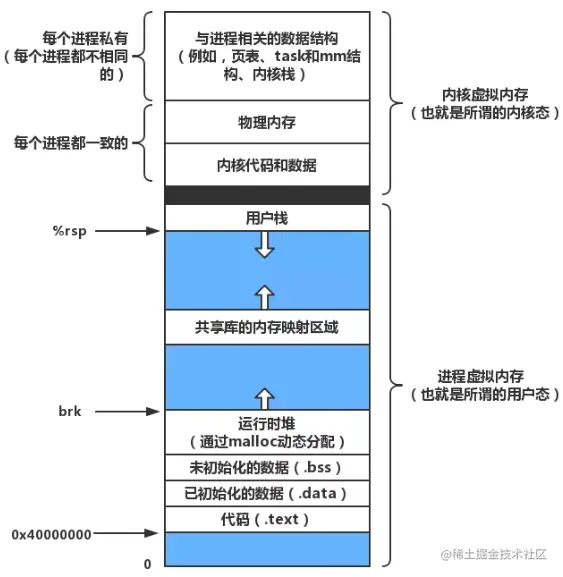 每个进程私有
（每个进程都不相同
的）
与进程相关的数据结构
（例如，页表、task和mm结
构、内核栈）
内核虚拟内存
（也就是所谓的内核态）
每个进程都一致的
物理内存
内核代码和数据
%rsp
用户栈
共享库的内存映射区域
进程虚拟内存
（也就是所谓的用户态）
brk
运行时堆
（通过malloc动态分配）
未初始化的数据（.bss）
已初始化的数据（.data）
代码（.text）
0x40000000
0
@稀土掘金技术社区